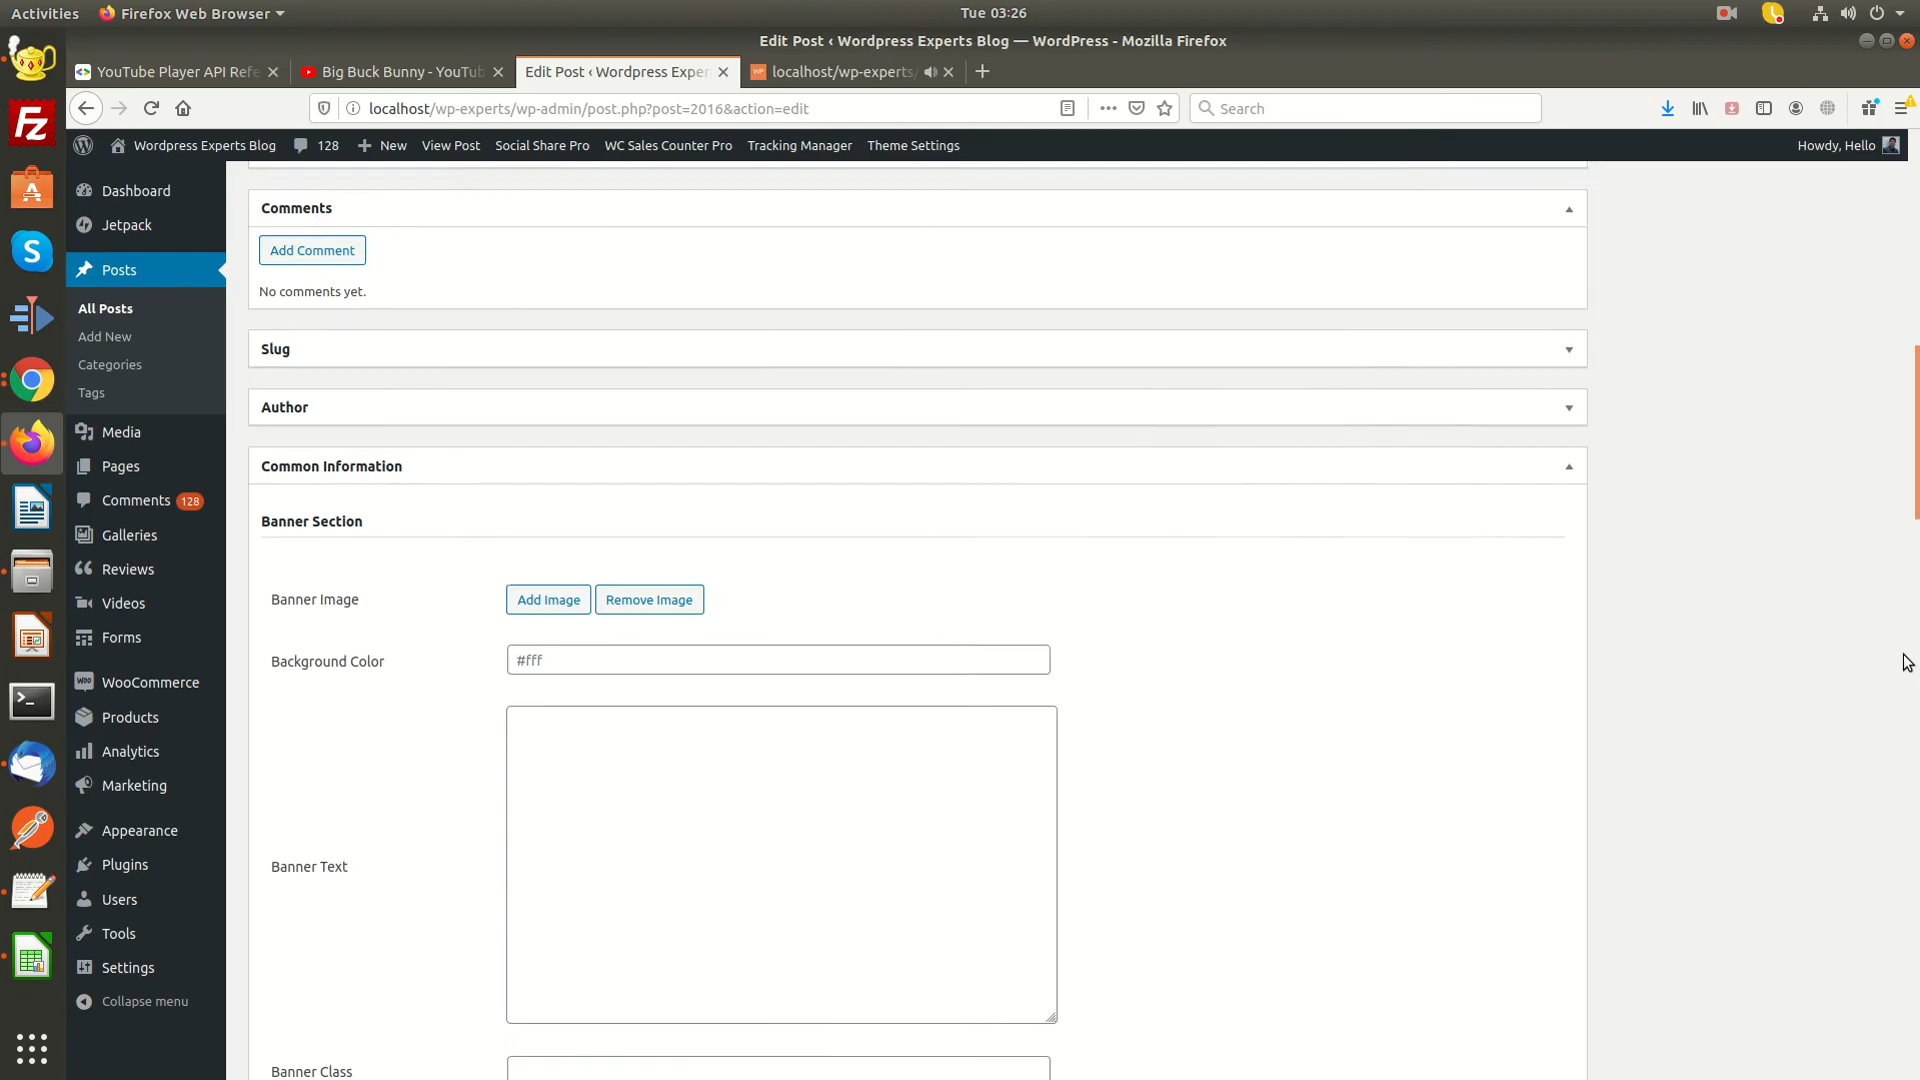 Activities
Firefox Web Browser
Tue 03:26
Edit Post ‹ Wordpress Experts Blog — WordPress - Mozilla Firefox
YouTube Player API Refe
Big Buck Bunny - YouTub
Edit Post ‹ Wordpress Exper
localhost/wp-experts/
localhost/wp-experts/wp-admin/post.php?post=2016&action=edit
Search
Wordpress Experts Blog
128
New
View Post
Social Share Pro
WC Sales Counter Pro
Tracking Manager
Theme Settings
Howdy, Hello
Dashboard
Jetpack
Posts
All Posts
Add New
Categories
Tags
Media
Pages
Comments 128
Galleries
Reviews
Videos
Forms
WooCommerce
Products
Analytics
Marketing
Appearance
Plugins
Users
Tools
Settings
Collapse menu
Comments
Add Comment
No comments yet.
Slug
Author
Common Information
Banner Section
Banner Image
Add Image
Remove Image
Background Color
#fff
Banner Text
Banner Class